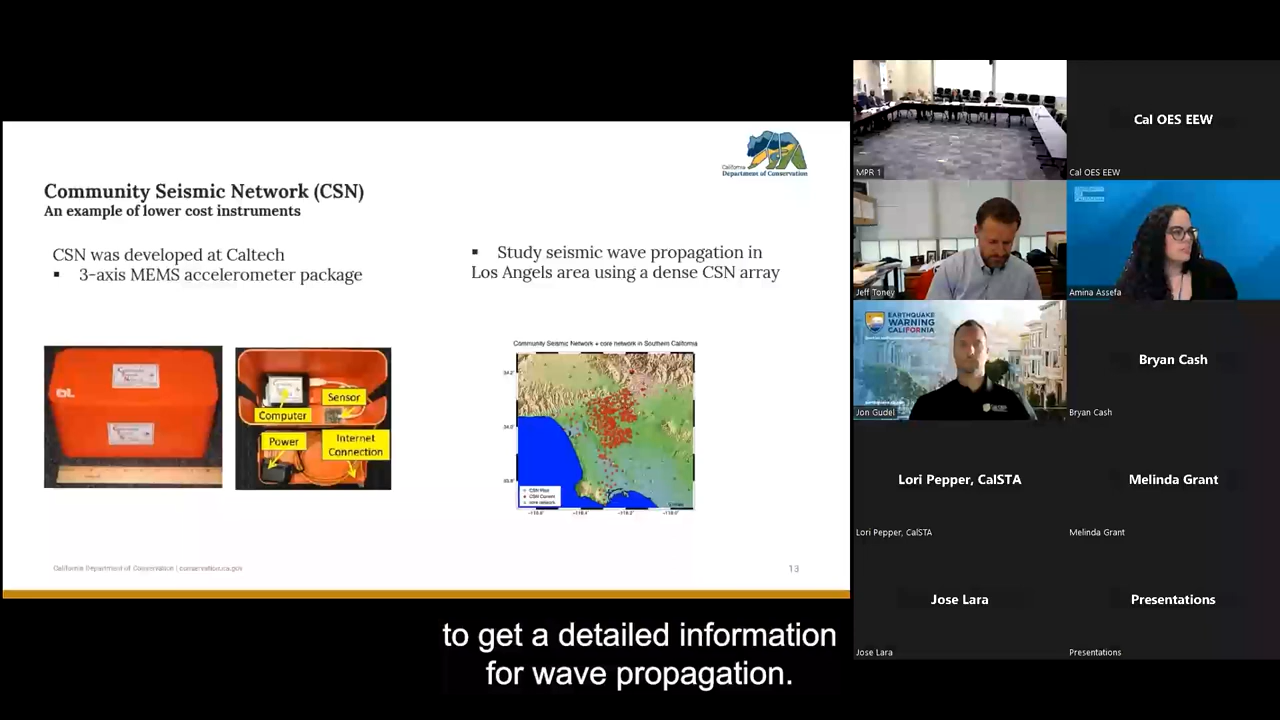 California
Department of Conservation
Community Seismic Network (CSN)
An example of lower cost instruments
CSN was developed at Caltech
▪ 3-axis MEMS accelerometer package
▪ Study seismic wave propagation in
Los Angels area using a dense CSN array
Computer
Sensor
Power
Internet
Connection
Community Seismic Network + core network in Southern California
California Department of Conservation | conservation.ca.gov
13
to get a detailed information
for wave propagation.
MPR 1
Cal OES EEW
Cal OES EEW
Jeff Toney
Amina Assefa
EARTHQUAKE
WARNING
CALIFORNIA
Jon Gudel
Bryan Cash
Bryan Cash
Lori Pepper, CalSTA
Lori Pepper, CalSTA
Melinda Grant
Melinda Grant
Jose Lara
Jose Lara
Presentations
Presentations